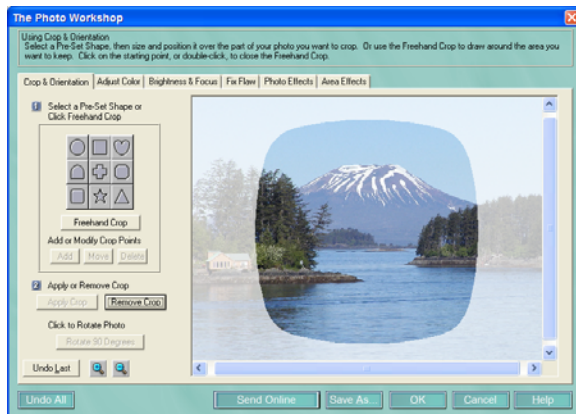 The Photo Workshop
Using Crop & Orientation
Select a Pre-Set Shape, then size and position it over the part of your photo you want to crop. Or use the Freehand Crop to draw around the area you
want to keep. Click on the starting point, or double-click, to close the Freehand Crop.
Crop & Orientation Adjust Color Brightness & Focus Fix Flaw Photo Effects Area Effects
1 Select a Pre-Set Shape or
Click Freehand Crop
Freehand Crop
Add or Modify Crop Points
Add Move Delete
2 Apply or Remove Crop
Apply Crop Remove Crop
Click to Rotate Photo
Rotate 90 Degrees
Undo Last
Undo All Send Online Save As... OK Cancel Help